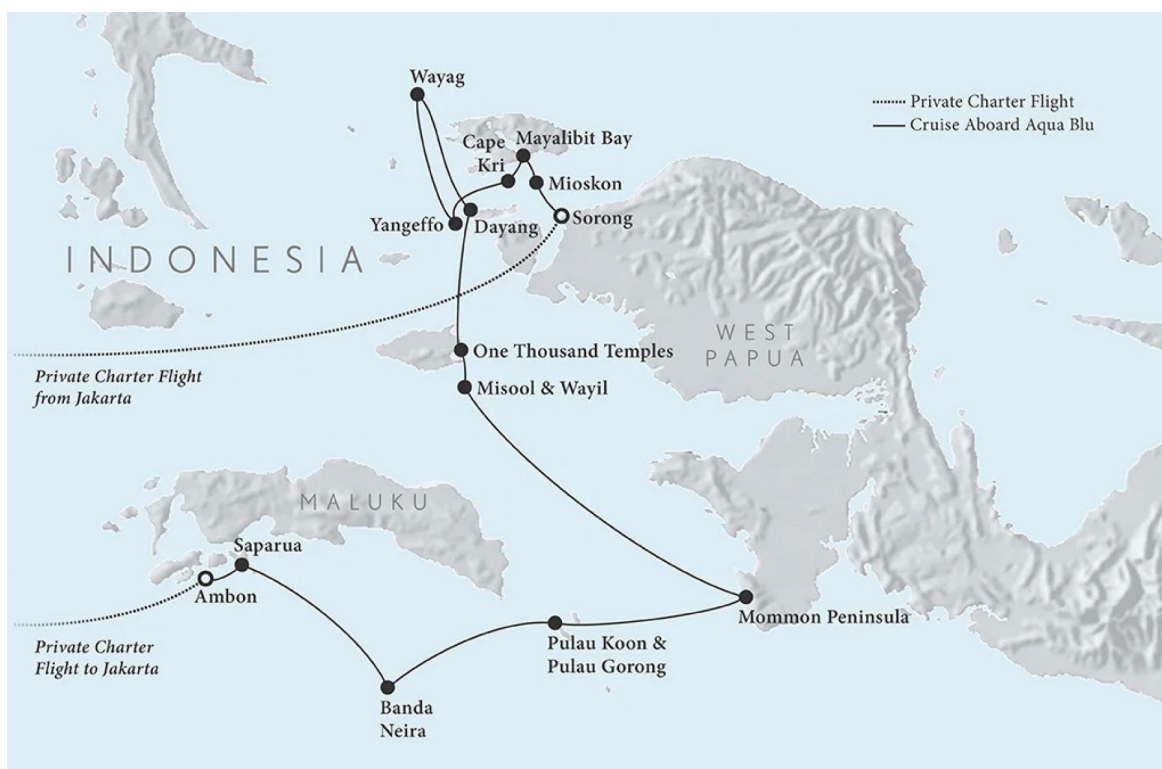 Wayag
Private Charter Flight
Cruise Aboard Aqua Blu
Cape
Kri
Mayalibit Bay
Mioskon
Sorong
Yangeffo
Dayang
INDONESIA
WEST
PAPUA
One Thousand Temples
Private Charter Flight
from Jakarta
Misool & Wayil
MALUKU
Saparua
Ambon
Mommon Peninsula
Private Charter
Flight to Jakarta
Pulau Koon &
Pulau Gorong
Banda
Neira